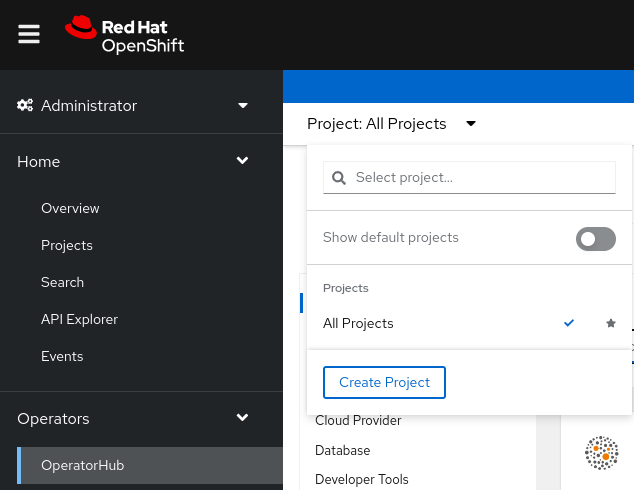 Red Hat
OpenShift
Administrator
Project: All Projects
Home
Select project...
Overview
Show default projects
Projects
Search
Projects
API Explorer
All Projects
Events
Create Project
Operators
Cloud Provider
Database
OperatorHub
Developer Tools